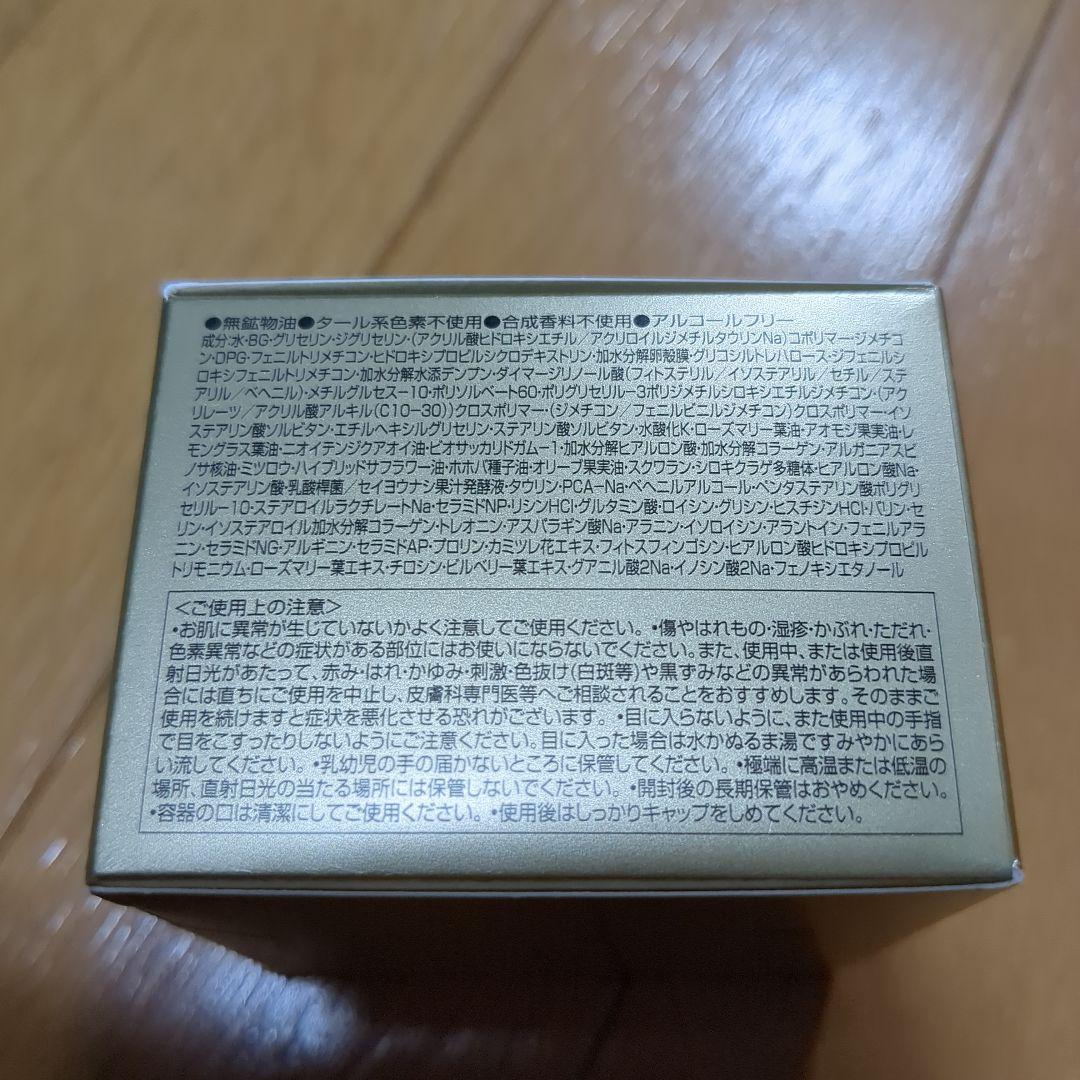 ●無鉱物油●タール系色素不使用●合成香料不使用●アルコールフリー
成分:水・BG・グリセリン・ジグリセリン・(アクリル酸ヒドロキシエチル/アクリロイルジメチルタウリンNa)コポリマー・ジメチコ
ン・DPG・フェニルトリメチコン・ヒドロキシプロピルシクロデキストリン・加水分解卵殻膜・グリコシルトレハロース・ジフェニルシ
ロキシフェニルトリメチコン・加水分解水添デンプン・ダイマージリノール酸(フィトステリル/イソステアリル/セチル/ステ
アリル/ベヘニル)・メチルグルセス-10・ポリソルベート60・ポリグリセリル-3ポリジメチルシロキシエチルジメチコン・(アク
リレーツ/アクリル酸アルキル(C10-30))クロスポリマー・(ジメチコン/フェニルビニルジメチコン)クロスポリマー・イソ
ステアリン酸ソルビタン・エチルヘキシルグリセリン・ステアリン酸ソルビタン・水酸化K・ローズマリー葉油・アオモジ果実油・レ
モングラス葉油・ニオイテンジクアオイ油・ビオサッカリドガム-1・加水分解ヒアルロン酸・加水分解コラーゲン・アルガニアスピ
ノサ核油・ミツロウ・ハイブリッドサフラワー油・ホホバ種子油・オリーブ果実油・スクワラン・シロキクラゲ多糖体・ヒアルロン酸Na・
イソステアリン酸・乳酸桿菌/セイヨウナシ果汁発酵液・タウリン・PCA-Na・ベヘニルアルコール・ペンタステアリン酸ポリグリ
セリル-10・ステアロイルラクチレートNa・セラミドNP・リシンHCl・グルタミン酸・ロイシン・グリシン・ヒスチジンHCl・バリン・セ
リン・イソステアロイル加水分解コラーゲン・トレオニン・アスパラギン酸Na・アラニン・イソロイシン・アラントイン・フェニルアラ
ニン・セラミドNG・アルギニン・セラミドAP・プロリン・カミツレ花エキス・フィトスフィンゴシン・ヒアルロン酸ヒドロキシプロピル
トリモニウム・ローズマリー葉エキス・チロシン・ビルベリー葉エキス・グアニル酸2Na・イノシン酸2Na・フェノキシエタノール
＜ご使用上の注意＞
・お肌に異常が生じていないかよく注意してご使用ください。・傷やはれもの・湿疹・かぶれ・ただれ・
色素異常などの症状がある部位にはお使いにならないでください。また、使用中、または使用後直
射日光があたって、赤み・はれ・かゆみ・刺激・色抜け(白斑等)や黒ずみなどの異常があらわれた場
合には直ちにご使用を中止し、皮膚科専門医等へご相談されることをおすすめします。そのままご
使用を続けますと症状を悪化させる恐れがございます。・目に入らないように、また使用中の手指
で目をこすったりしないようにご注意ください。目に入った場合は水かぬるま湯ですみやかにあら
い流してください。・乳幼児の手の届かないところに保管してください。・極端に高温または低温の
場所、直射日光の当たる場所には保管しないでください。・開封後の長期保管はおやめください。
・容器の口は清潔にしてご使用ください。・使用後はしっかりキャップをしめてください。